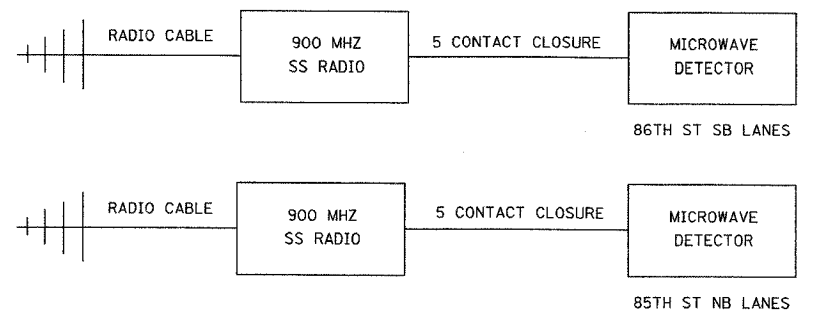 RADIO CABLE
900 MHZ
SS RADIO
5 CONTACT CLOSURE
MICROWAVE
DETECTOR
86TH ST SB LANES
RADIO CABLE
900 MHZ
SS RADIO
5 CONTACT CLOSURE
MICROWAVE
DETECTOR
85TH ST NB LANES